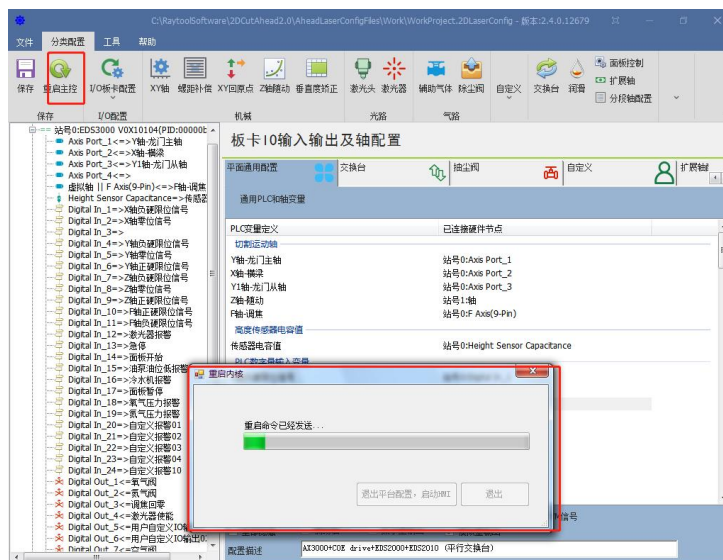 C:\RaytoolSoftware\2DCutAhead2.0\AheadLaserConfigFiles\Work\WorkProject.2DLaserConfig - 版本:2.4.0.12679
文件 分类配置 工具 帮助
保存 重启主控 I/O板卡配置 XY轴 螺距补偿 XY回原点 Z轴随动 垂直度矫正 激光头 激光器 辅助气体 除尘阀 自定义 交换台 润滑 面板控制
扩展轴
分段轴配置
保存 I/O配置 机械 光路 气路
站号0:EDS3000 V0X10104(PID:00000b
Axis Port_1<=>Y轴-龙门主轴
Axis Port_2<=>X轴-横梁
Axis Port_3<=>Y1轴-龙门从轴
Axis Port_4<=>
虚拟轴 || F Axis(9-Pin)<=>F轴-调焦
Height Sensor Capacitance=>传感器
Digital In_1=>X轴负硬限位信号
Digital In_2=>X轴零位信号
Digital In_3=>
Digital In_4=>Y轴负硬限位信号
Digital In_5=>Y轴零位信号
Digital In_6=>Y轴正硬限位信号
Digital In_7=>Z轴负硬限位信号
Digital In_8=>Z轴零位信号
Digital In_9=>Z轴正硬限位信号
Digital In_10=>F轴正硬限位信号
Digital In_11=>F轴负硬限位信号
Digital In_12=>激光器报警
Digital In_13=>急停
Digital In_14=>面板开始
Digital In_15=>油泵油位低报警
Digital In_16=>冷水机报警
Digital In_17=>面板暂停
Digital In_18=>氧气压力报警
Digital In_19=>氮气压力报警
Digital In_20=>自定义报警01
Digital In_21=>自定义报警02
Digital In_22=>自定义报警03
Digital In_23=>自定义报警04
Digital In_24=>自定义报警10
Digital Out_1<=氧气阀
Digital Out_2<=氮气阀
Digital Out_3<=调焦回零
Digital Out_4<=激光器使能
Digital Out_5<=用户自定义IO输
Digital Out_6<=用户自定义IO输出0
Digital Out_7<=空气阀
板卡IO输入输出及轴配置
平面通用配置 交换台 抽尘阀 自定义 扩展轴
通用PLC和轴变量
PLC变量定义 已连接硬件节点
切割运动轴
Y轴-龙门主轴 站号0:Axis Port_1
X轴-横梁 站号0:Axis Port_2
Y1轴-龙门从轴 站号0:Axis Port_3
Z轴-随动 站号1:轴
F轴-调焦 站号0:F Axis(9-Pin)
高度传感器电容值
传感器电容值 站号0:Height Sensor Capacitance
PLC数字量输入变量
重启内核
重启命令已经发送...
退出平台配置，启动HMI 退出
信号
配置描述 AX3000+COE drive+EDS2000+EDS2010 (平行交换台)